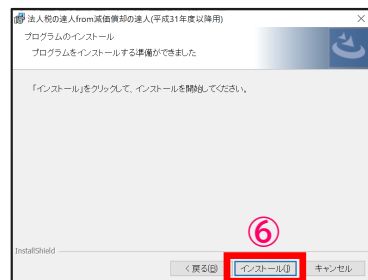 法人税の達人from減価償却の達人(平成31年度以降用)
プログラムのインストール
プログラムをインストールする準備ができました
「インストール」をクリックして、インストールを開始してください。
⑥
InstallShield
< 戻る(B) インストール(I) キャンセル